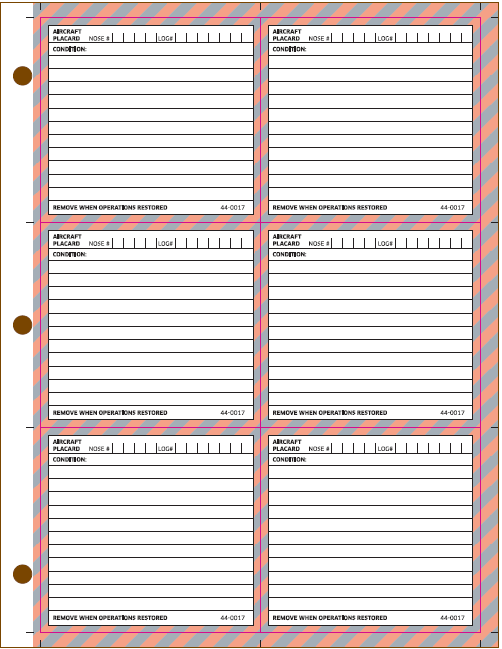 AIRCRAFT
PLACARD NOSE # LOG#
CONDITION:
REMOVE WHEN OPERATIONS RESTORED 44-0017
AIRCRAFT
PLACARD NOSE # LOG#
CONDITION:
REMOVE WHEN OPERATIONS RESTORED 44-0017
AIRCRAFT
PLACARD NOSE # LOG#
CONDITION:
REMOVE WHEN OPERATIONS RESTORED 44-0017
AIRCRAFT
PLACARD NOSE # LOG#
CONDITION:
REMOVE WHEN OPERATIONS RESTORED 44-0017
AIRCRAFT
PLACARD NOSE # LOG#
CONDITION:
REMOVE WHEN OPERATIONS RESTORED 44-0017
AIRCRAFT
PLACARD NOSE # LOG#
CONDITION:
REMOVE WHEN OPERATIONS RESTORED 44-0017